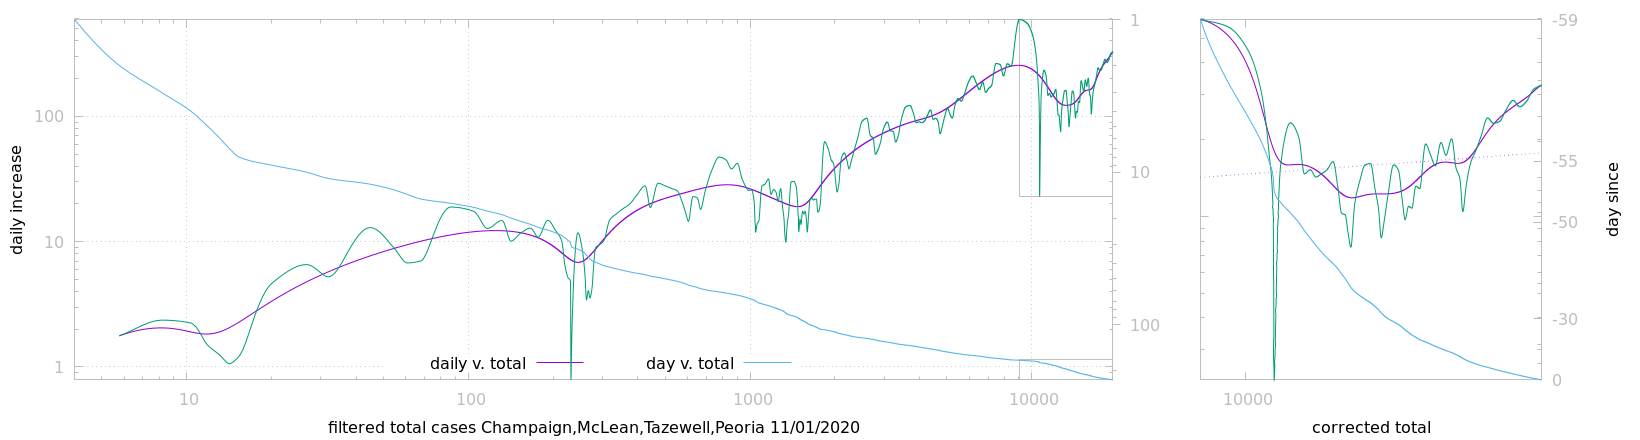 daily increase
100
10
1
10
100
1000
10000
1
10
100
daily v. total
day v. total
filtered total cases Champaign,McLean,Tazewell,Peoria 11/01/2020
10000
-59
-55
-50
-30
0
day since
corrected total